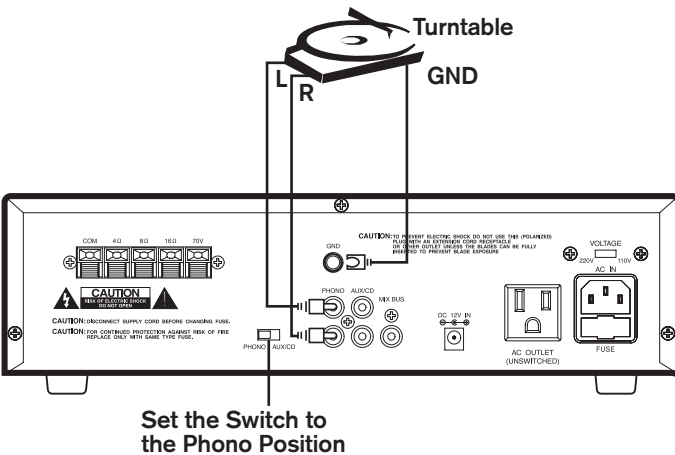 Turntable
L
R
GND
COM 4Ω 8Ω 16Ω 70V
GND
CAUTION: TO PREVENT ELECTRIC SHOCK DO NOT USE THIS (POLARIZED)
PLUG WITH AN EXTENSION CORD RECEPTACLE
OR OTHER OUTLET UNLESS THE BLADES CAN BE FULLY
INSERTED TO PREVENT BLADE EXPOSURE
VOLTAGE
220V 110V
AC IN
CAUTION
RISK OF ELECTRIC SHOCK
DO NOT OPEN
PHONO AUX/CD
MIX BUS
DC 12V IN
CAUTION: DISCONNECT SUPPLY CORD BEFORE CHANGING FUSE.
CAUTION: FOR CONTINUED PROTECTION AGAINST RISK OF FIRE
REPLACE ONLY WITH SAME TYPE FUSE.
PHONO AUX/CD
AC OUTLET
(UNSWITCHED)
FUSE
Set the Switch to
the Phono Position